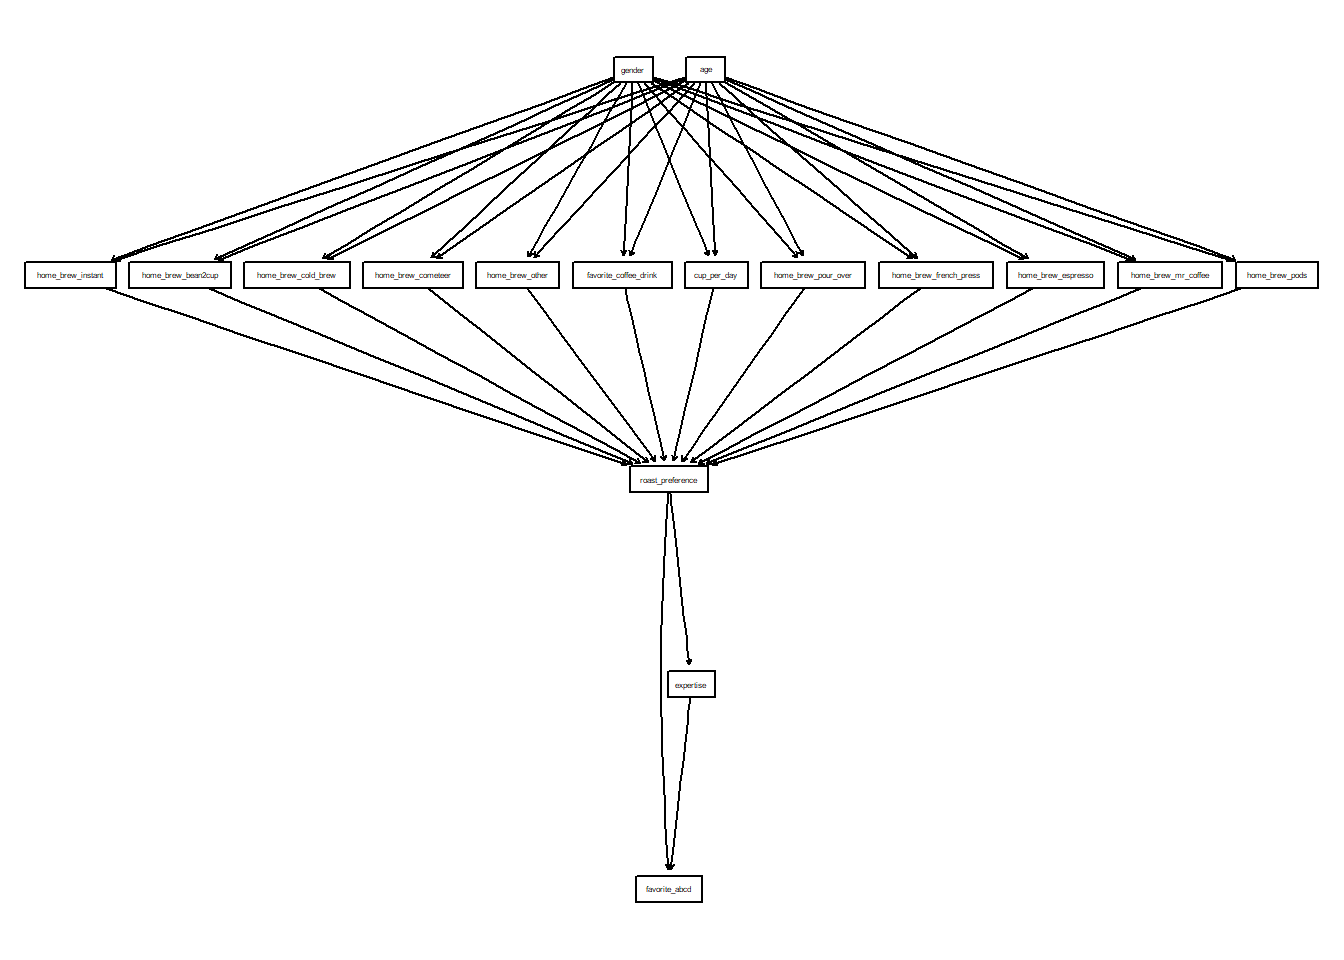 gender
age
home_brew_instant
home_brew_bean2cup
home_brew_cold_brew
home_brew_cometeer
home_brew_other
favorite_coffee_drink
cup_per_day
home_brew_pour_over
home_brew_french_press
home_brew_espresso
home_brew_mr_coffee
home_brew_pods
roast_preference
expertise
favorite_abcd